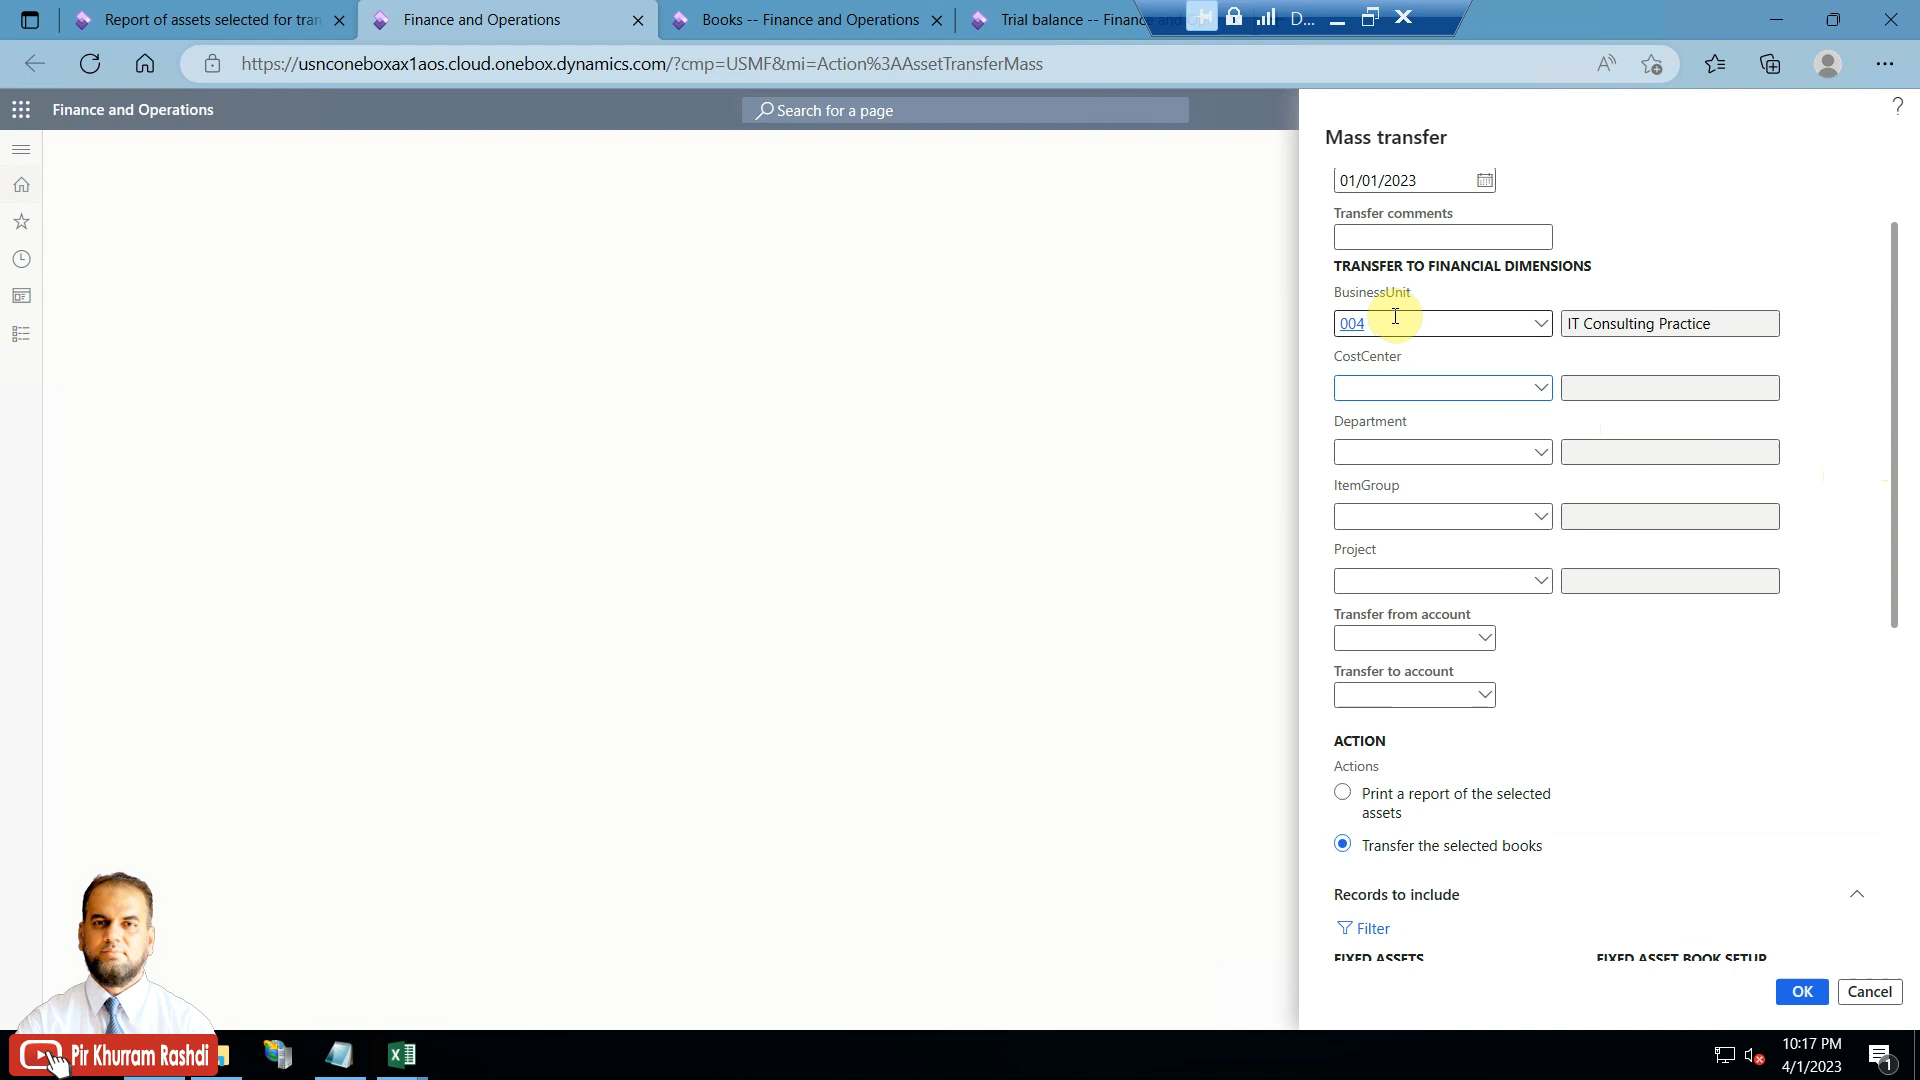 Report of assets selected for tran
Finance and Operations
Books -- Finance and Operations
Trial balance -- Finance
D...
https://usnconeboxax1aos.cloud.onebox.dynamics.com/?cmp=USMF&mi=Action%3AAssetTransferMass
Finance and Operations
Search for a page
?
Mass transfer
01/01/2023
Transfer comments
TRANSFER TO FINANCIAL DIMENSIONS
BusinessUnit
004
IT Consulting Practice
CostCenter
Department
ItemGroup
Project
Transfer from account
Transfer to account
ACTION
Actions
Print a report of the selected
assets
Transfer the selected books
Records to include
Filter
FIXED ASSETS
FIXED ASSET BOOK SETUP
OK
Cancel
Pir Khurram Rashdi
10:17 PM
4/1/2023
1